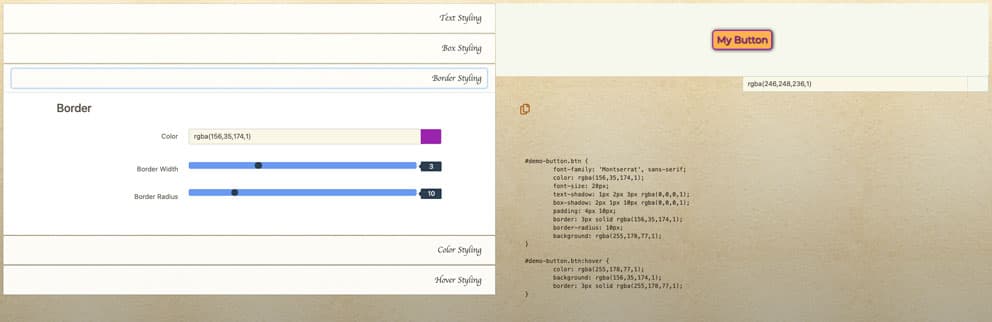 Text Styling
Box Styling
Border Styling
Border
Color
rgba(156,35,174,1)
Border Width
3
Border Radius
10
Color Styling
Hover Styling
My Button
rgba(246,248,236,1)
#demo-button.btn {
font-family: 'Montserrat', sans-serif;
color: rgba(156,35,174,1);
font-size: 20px;
text-shadow: 1px 2px 3px rgba(0,0,0,1);
box-shadow: 2px 1px 10px rgba(0,0,0,1);
padding: 4px 10px;
border: 3px solid rgba(156,35,174,1);
border-radius: 10px;
background: rgba(255,178,77,1);
}
#demo-button.btn:hover {
color: rgba(255,178,77,1);
background: rgba(156,35,174,1);
border: 3px solid rgba(255,178,77,1);
}